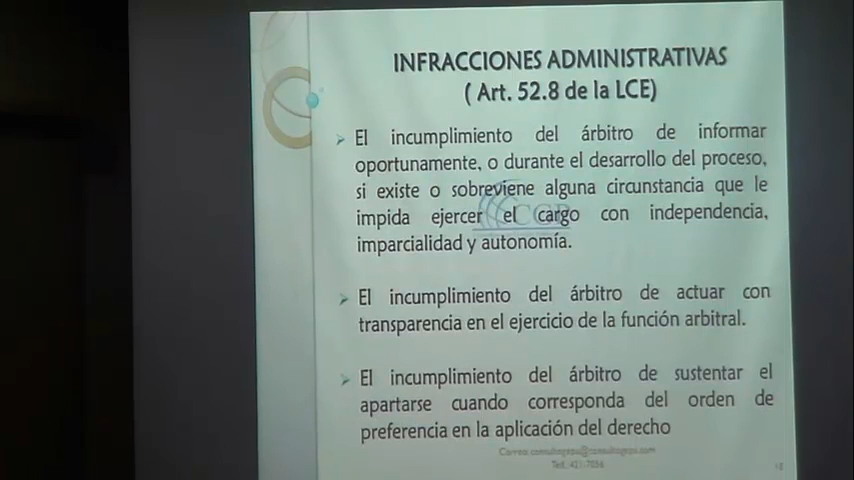 INFRACCIONES ADMINISTRATIVAS
( Art. 52.8 de la LCE)
El incumplimiento del árbitro de informar
oportunamente, o durante el desarrollo del proceso,
si existe o sobreviene alguna circunstancia que le
impida ejercer el cargo con independencia,
imparcialidad y autonomía.
El incumplimiento del árbitro de actuar con
transparencia en el ejercicio de la función arbitral.
El incumplimiento del árbitro de sustentar el
apartarse cuando corresponda del orden de
preferencia en la aplicación del derecho